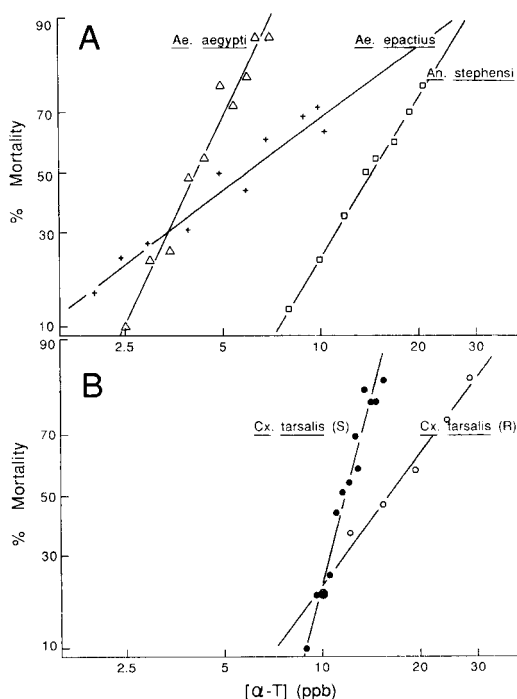 A
Ae. aegypti
Ae. epactius
An. stephensi
90
70
50
30
10
% Mortality
2.5
5
10
20
30
B
Cx. tarsalis (S)
Cx. tarsalis (R)
90
70
50
30
10
% Mortality
2.5
10
20
30
[α-T] (ppb)